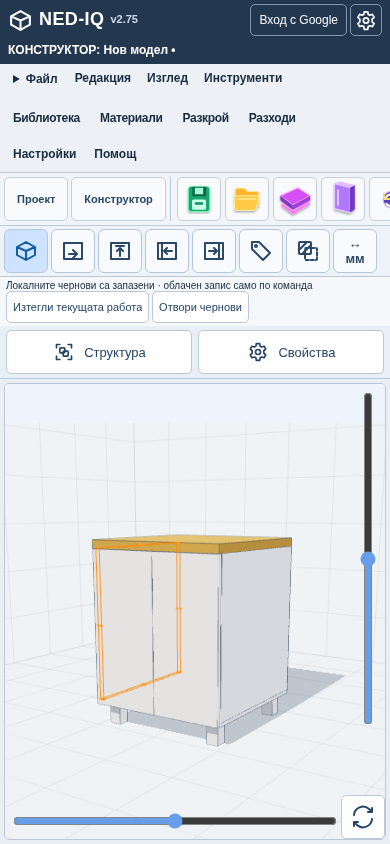 NED-IQ v2.75
Вход с Google
КОНСТРУКТОР: Нов модел •
Файл Редакция Изглед Инструменти
Библиотека Материали Разкрой Разходи
Настройки Помощ
Проект Конструктор
↔
мм
Локалните чернови са запазени · облачен запис само по команда
Изтегли текущата работа Отвори чернови
Структура Свойства